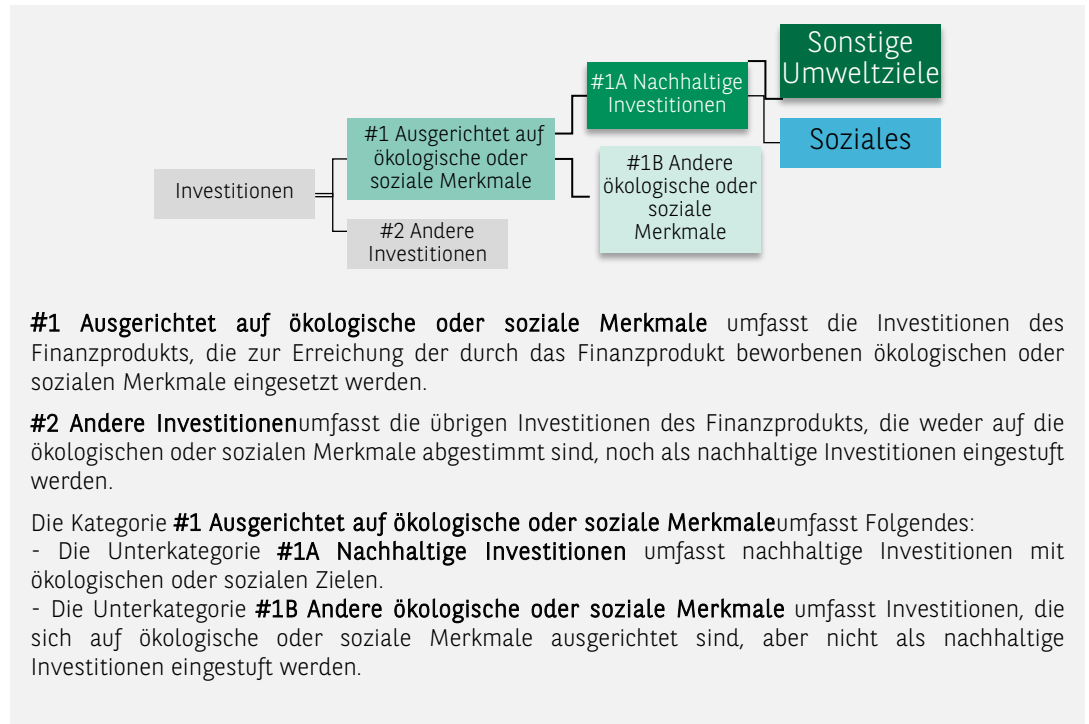 Sonstige
Umweltziele
#1A Nachhaltige
Investitionen
Soziales
#1 Ausgerichtet auf
ökologische oder
soziale Merkmale
#1B Andere
ökologische oder
soziale
Merkmale
Investitionen
#2 Andere
Investitionen
#1 Ausgerichtet auf ökologische oder soziale Merkmale umfasst die Investitionen des
Finanzprodukts, die zur Erreichung der durch das Finanzprodukt beworbenen ökologischen oder
sozialen Merkmale eingesetzt werden.
#2 Andere Investitionenumfasst die übrigen Investitionen des Finanzprodukts, die weder auf die
ökologischen oder sozialen Merkmale abgestimmt sind, noch als nachhaltige Investitionen eingestuft
werden.
Die Kategorie #1 Ausgerichtet auf ökologische oder soziale Merkmaleumfasst Folgendes:
- Die Unterkategorie #1A Nachhaltige Investitionen umfasst nachhaltige Investitionen mit
ökologischen oder sozialen Zielen.
- Die Unterkategorie #1B Andere ökologische oder soziale Merkmale umfasst Investitionen, die
sich auf ökologische oder soziale Merkmale ausgerichtet sind, aber nicht als nachhaltige
Investitionen eingestuft werden.